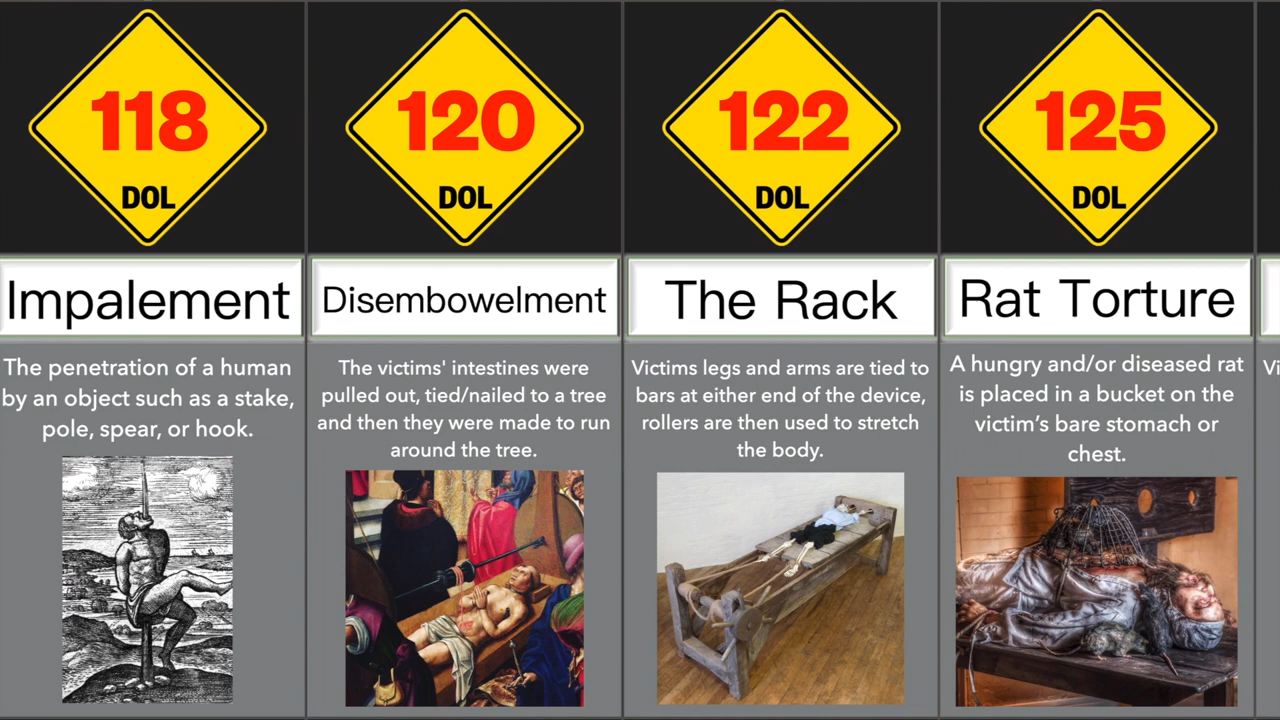 118
DOL
Impalement
The penetration of a human
by an object such as a stake,
pole, spear, or hook.
120
DOL
Disembowelment
The victims' intestines were
pulled out, tied/nailed to a tree
and then they were made to run
around the tree.
122
DOL
The Rack
Victims legs and arms are tied to
bars at either end of the device,
rollers are then used to stretch
the body.
125
DOL
Rat Torture
A hungry and/or diseased rat
is placed in a bucket on the
victim’s bare stomach or
chest.
Vi